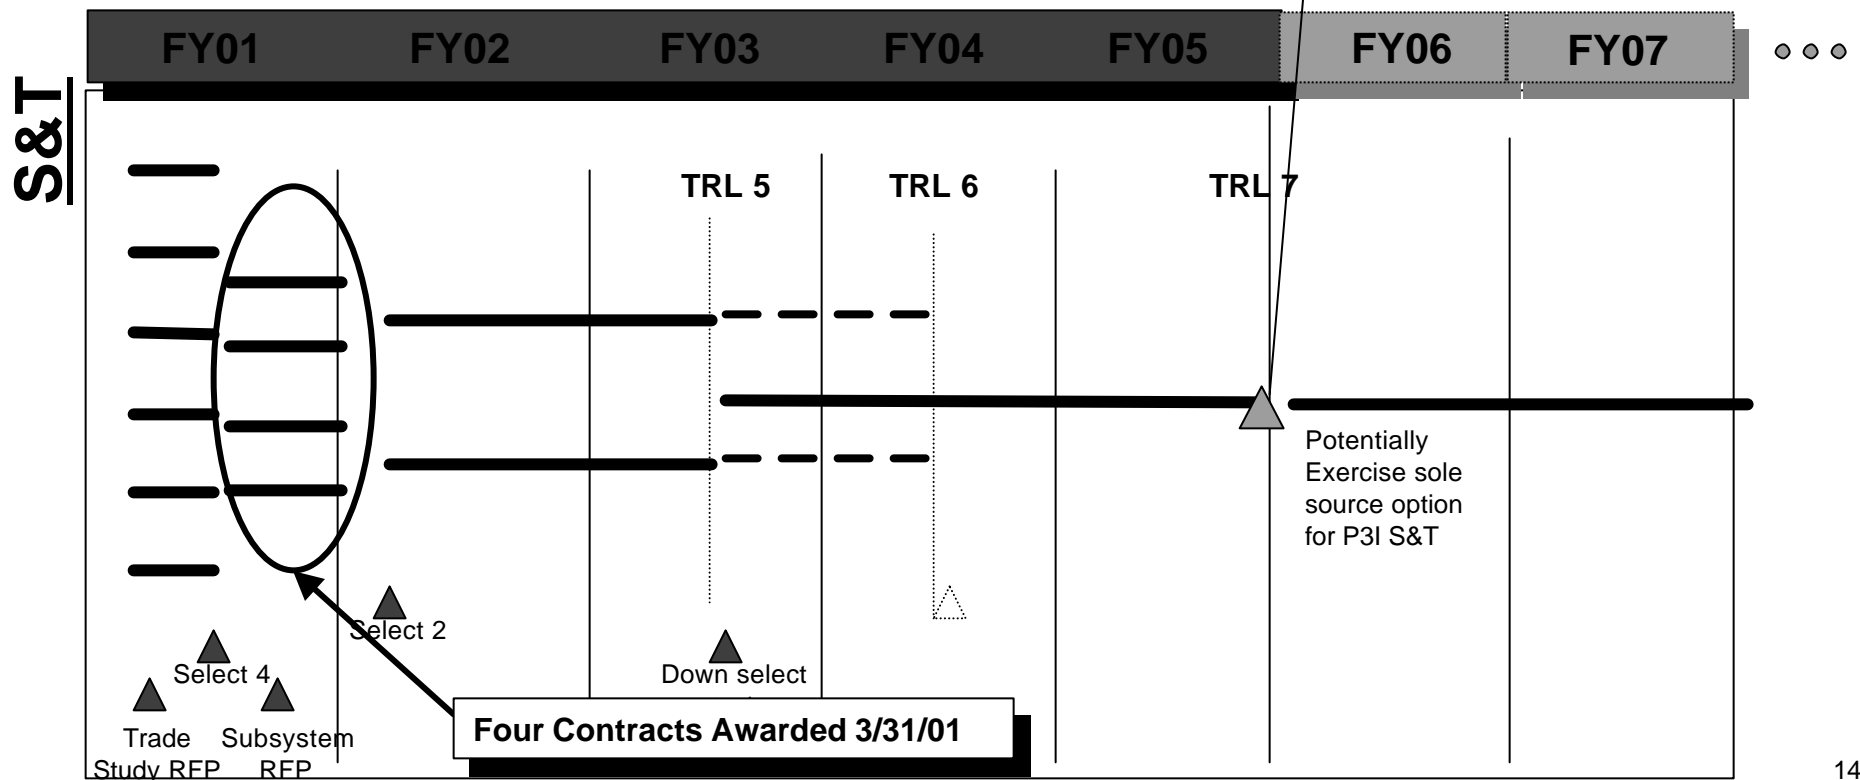 FY01 FY02 FY03 FY04 FY05 FY06 FY07
S&T
TRL 5 TRL 6 TRL 7
Potentially
Exercise sole
source option
for P3I S&T
Select 2
Select 4
Down select
Four Contracts Awarded 3/31/01
Trade
Study RFP
Subsystem
RFP
14